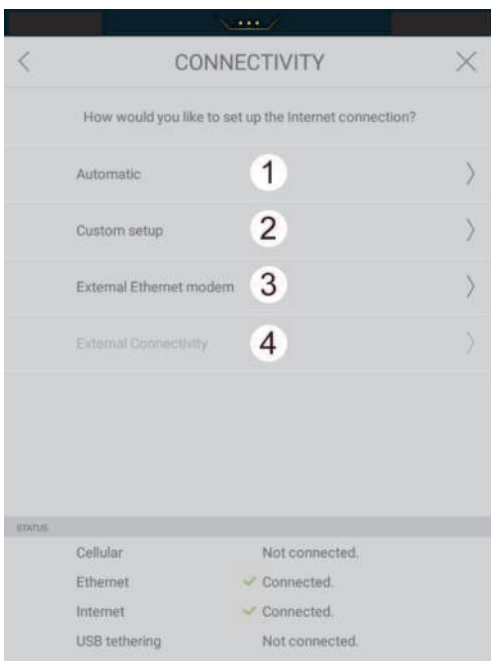 CONNECTIVITY
How would you like to set up the Internet connection?
Automatic 1
Custom setup 2
External Ethernet modem 3
External Connectivity 4
STATUS
Cellular Not connected.
Ethernet Connected.
Internet Connected.
USB tethering Not connected.